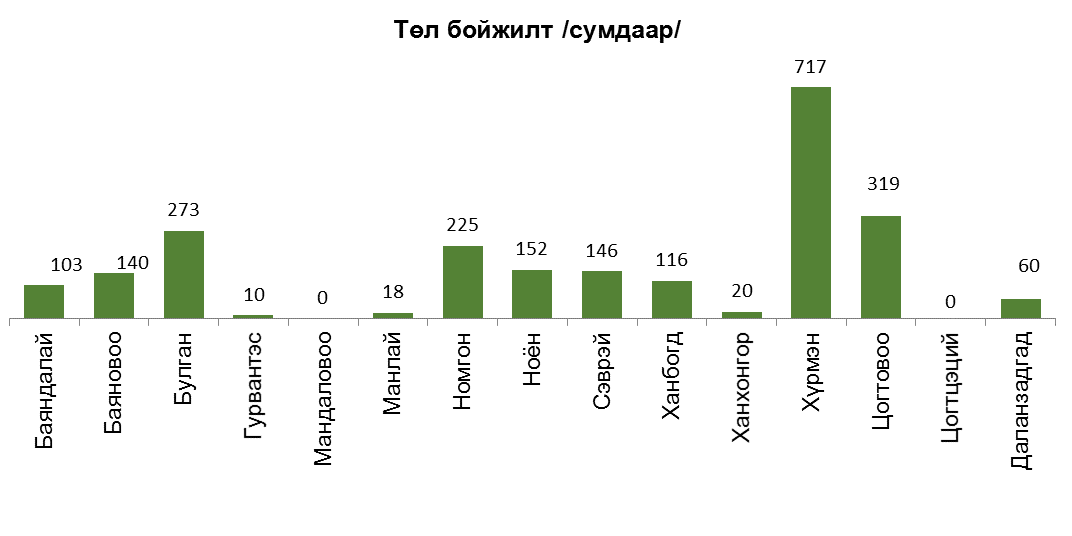 Төл бойжилт /сумдаар/
717
319
273
225
152
146
140
103
116
60
10
0
18
20
0
Баяндалай
Баяновоо
Булган
Гурвантэс
Мандаловоо
Манлай
Номгон
Ноён
Сэврэй
Ханбогд
Ханхонгор
Хүрмэн
Цогтовоо
Цогтцэций
Даланзадгад